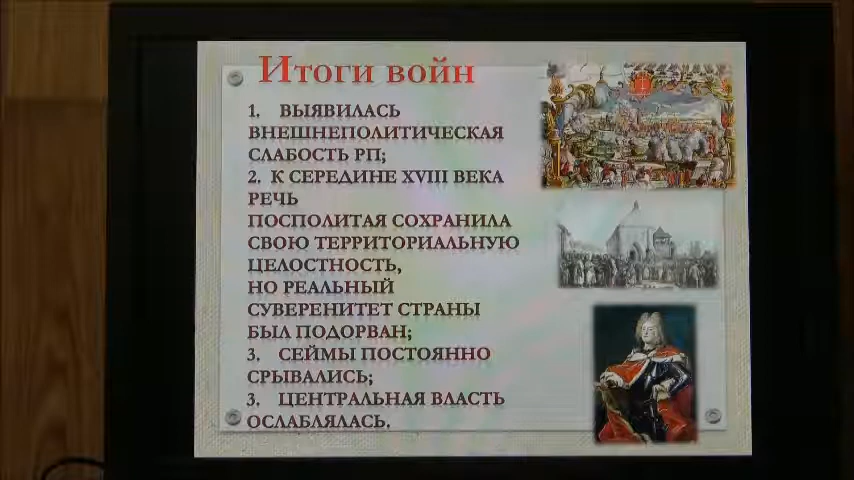 Итоги войн
1. ВЫЯВИЛАСЬ
ВНЕШНЕПОЛИТИЧЕСКАЯ
СЛАБОСТЬ РП;
2. К СЕРЕДИНЕ XVIII ВЕКА
РЕЧЬ
ПОСПОЛИТАЯ СОХРАНИЛА
СВОЮ ТЕРРИТОРИАЛЬНУЮ
ЦЕЛОСТНОСТЬ,
НО РЕАЛЬНЫЙ
СУВЕРЕНИТЕТ СТРАНЫ
БЫЛ ПОДОРВАН;
3. СЕЙМЫ ПОСТОЯННО
СРЫВАЛИСЬ;
3. ЦЕНТРАЛЬНАЯ ВЛАСТЬ
ОСЛАБЛЯЛАСЬ.